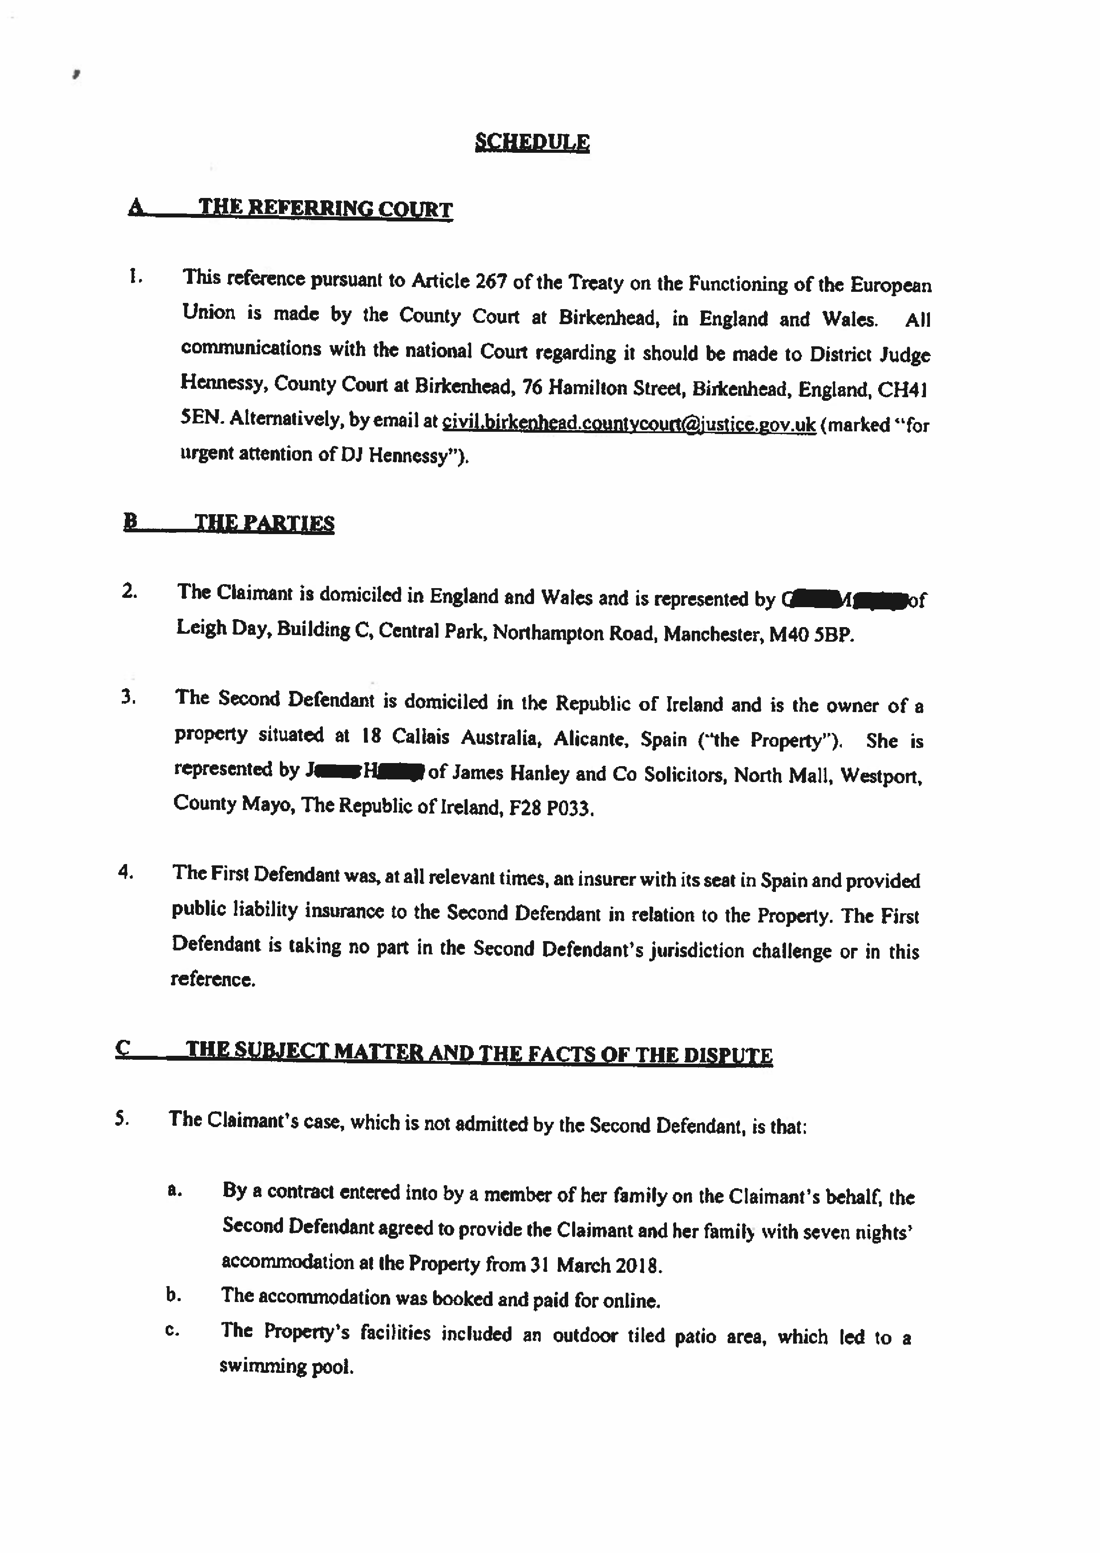 SCHEDULE
A THE REFERRING COURT
1. This reference pursuant to Article 267 of the Treaty on the Functioning of the European
Union is made by the County Court at Birkenhead, in England and Wales. All
communications with the national Court regarding it should be made to District Judge
Hennessy, County Court at Birkenhead, 76 Hamilton Street, Birkenhead, England, CH41
5EN. Alternatively, by email at civil.birkenhead.countycourt@justice.gov.uk (marked “for
urgent attention of DJ Hennessy”).
B THE PARTIES
2. The Claimant is domiciled in England and Wales and is represented by of
Leigh Day, Building C, Central Park, Northampton Road, Manchester, M40 5BP.
3. The Second Defendant is domiciled in the Republic of Ireland and is the owner of a
property situated at 18 Callais Australia, Alicante, Spain (“the Property”). She is
represented by J H of James Hanley and Co Solicitors, North Mall, Westport,
County Mayo, The Republic of Ireland, F28 P033.
4. The First Defendant was, at all relevant times, an insurer with its seat in Spain and provided
public liability insurance to the Second Defendant in relation to the Property. The First
Defendant is taking no part in the Second Defendant’s jurisdiction challenge or in this
reference.
C THE SUBJECT MATTER AND THE FACTS OF THE DISPUTE
5. The Claimant’s case, which is not admitted by the Second Defendant, is that:
a. By a contract entered into by a member of her family on the Claimant’s behalf, the
Second Defendant agreed to provide the Claimant and her family with seven nights’
accommodation at the Property from 31 March 2018.
b. The accommodation was booked and paid for online.
c. The Property’s facilities included an outdoor tiled patio area, which led to a
swimming pool.